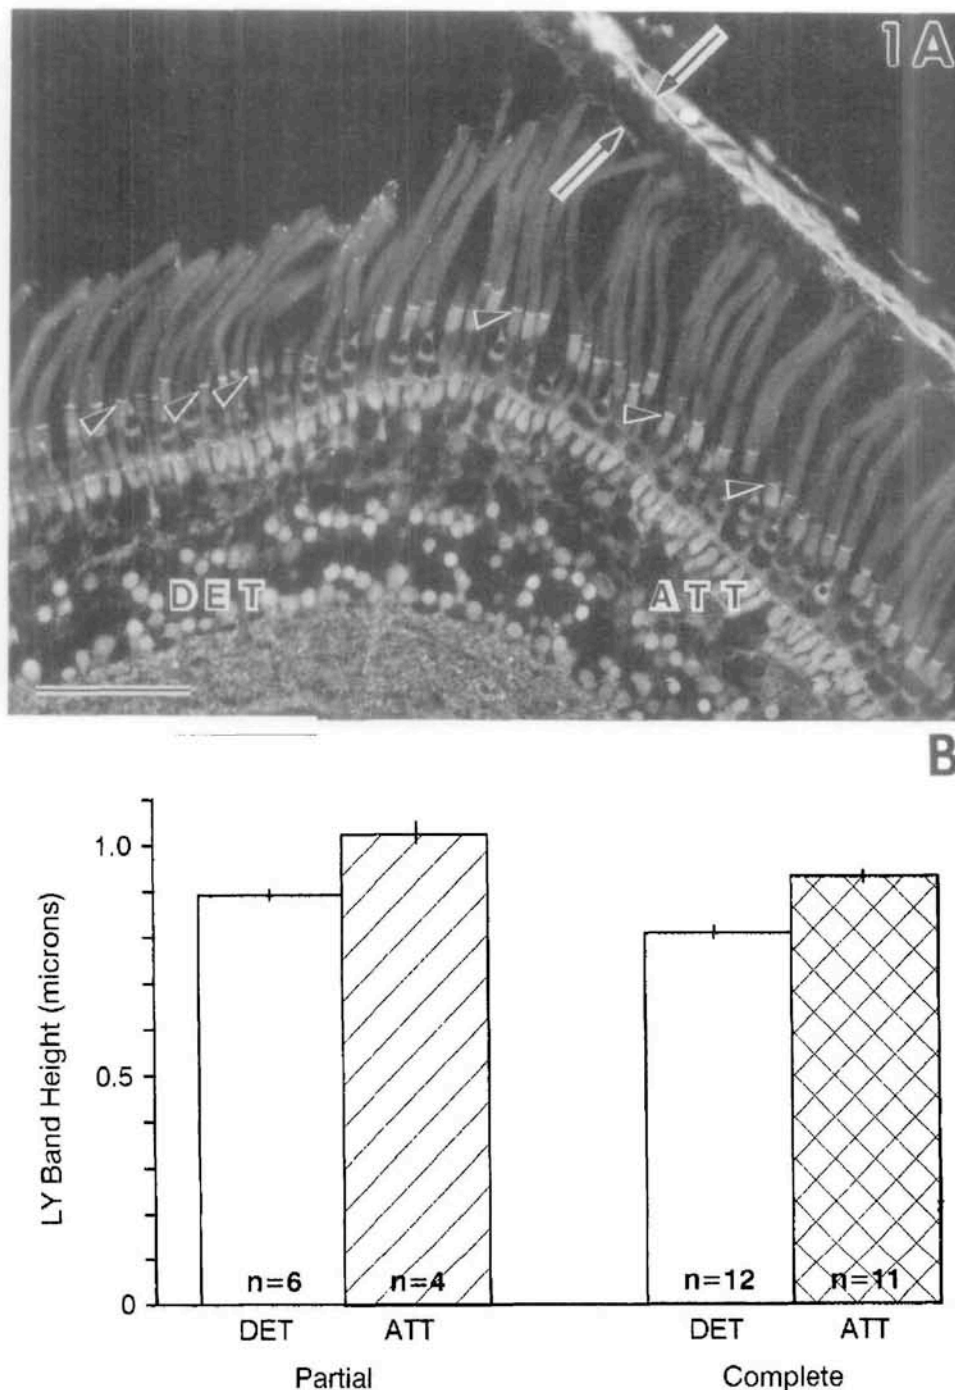 1A
DET ATT
B
LY Band Height (microns)
1.0
0.5
0
n=6 n=4 n=12 n=11
DET ATT DET ATT
Partial Complete